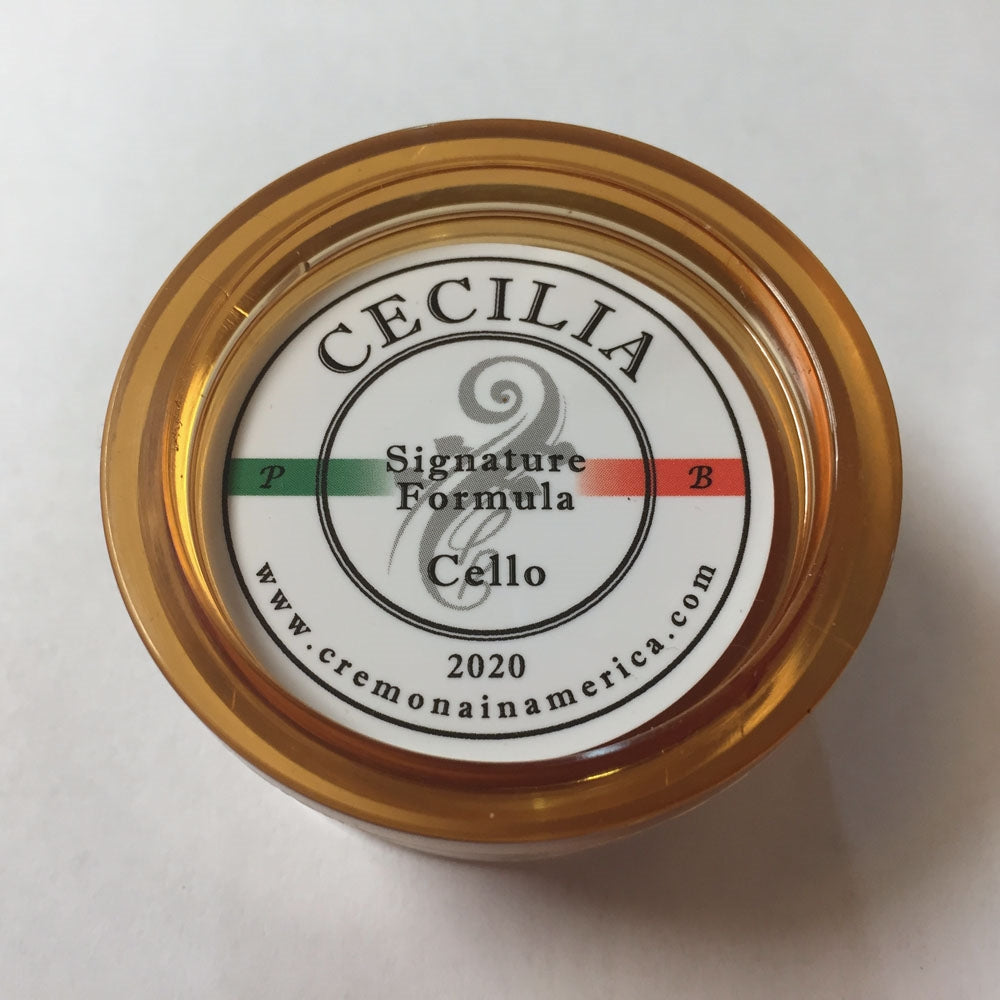 CECILIA
P
Signature
Formula
B
Cello
2020
www.cremonainamerica.com